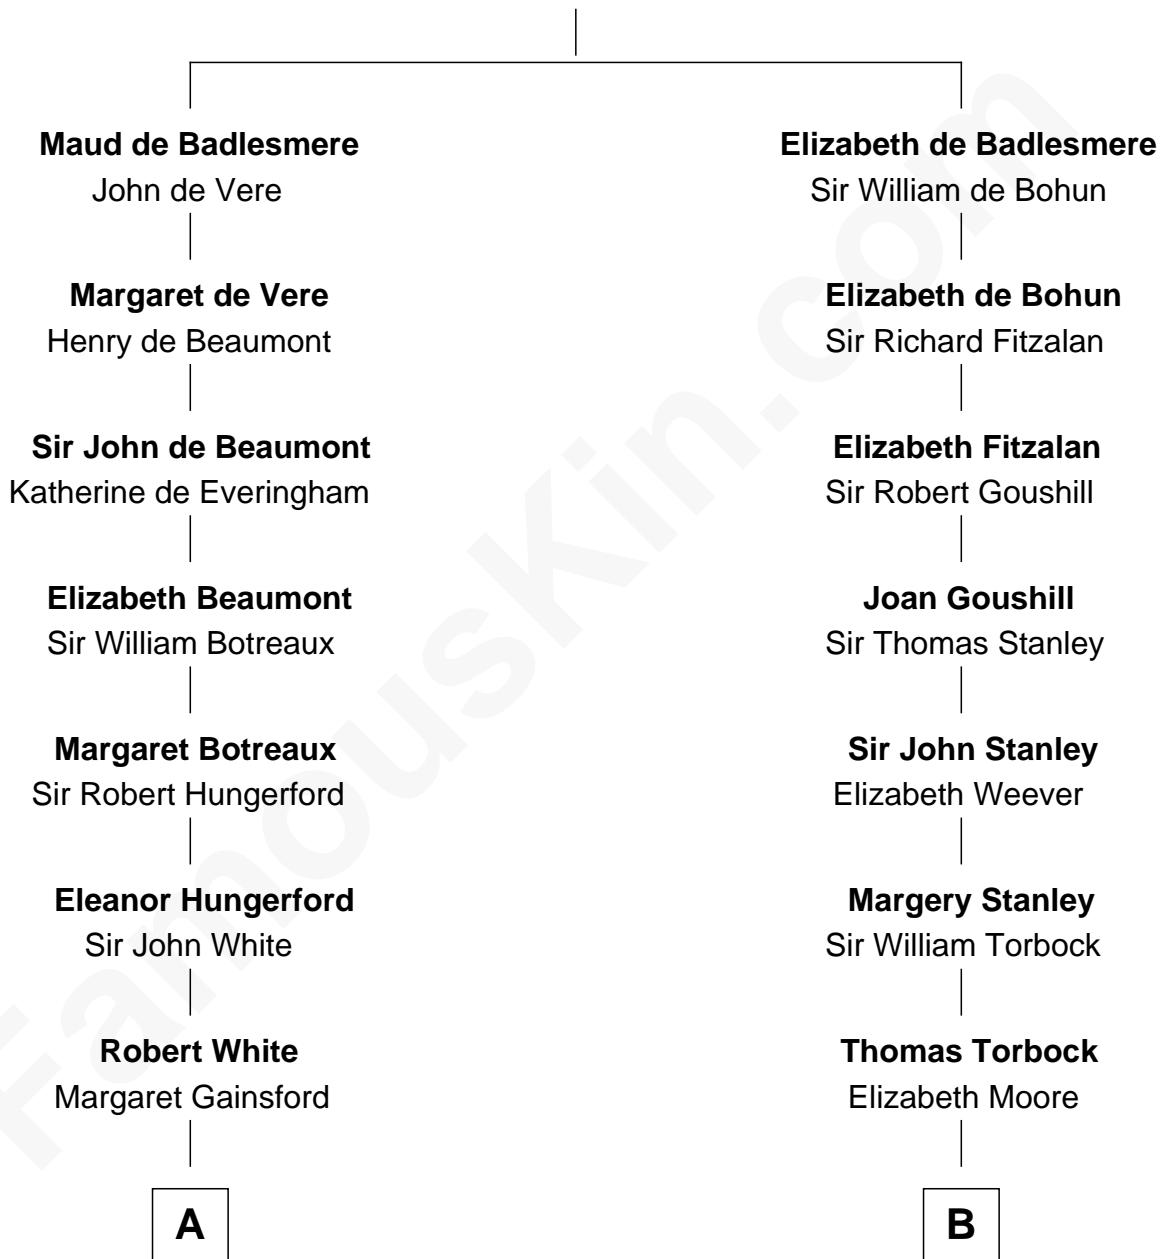 Maud de Badlesmere
John de Vere
Elizabeth de Badlesmere
Sir William de Bohun
Margaret de Vere
Henry de Beaumont
Elizabeth de Bohun
Sir Richard Fitzalan
Sir John de Beaumont
Katherine de Everingham
Elizabeth Fitzalan
Sir Robert Goushill
Elizabeth Beaumont
Sir William Botreaux
Joan Goushill
Sir Thomas Stanley
Margaret Botreaux
Sir Robert Hungerford
Sir John Stanley
Elizabeth Weever
Eleanor Hungerford
Sir John White
Margery Stanley
Sir William Torbock
Robert White
Margaret Gainsford
Thomas Torbock
Elizabeth Moore
A
B
FamousKin.com